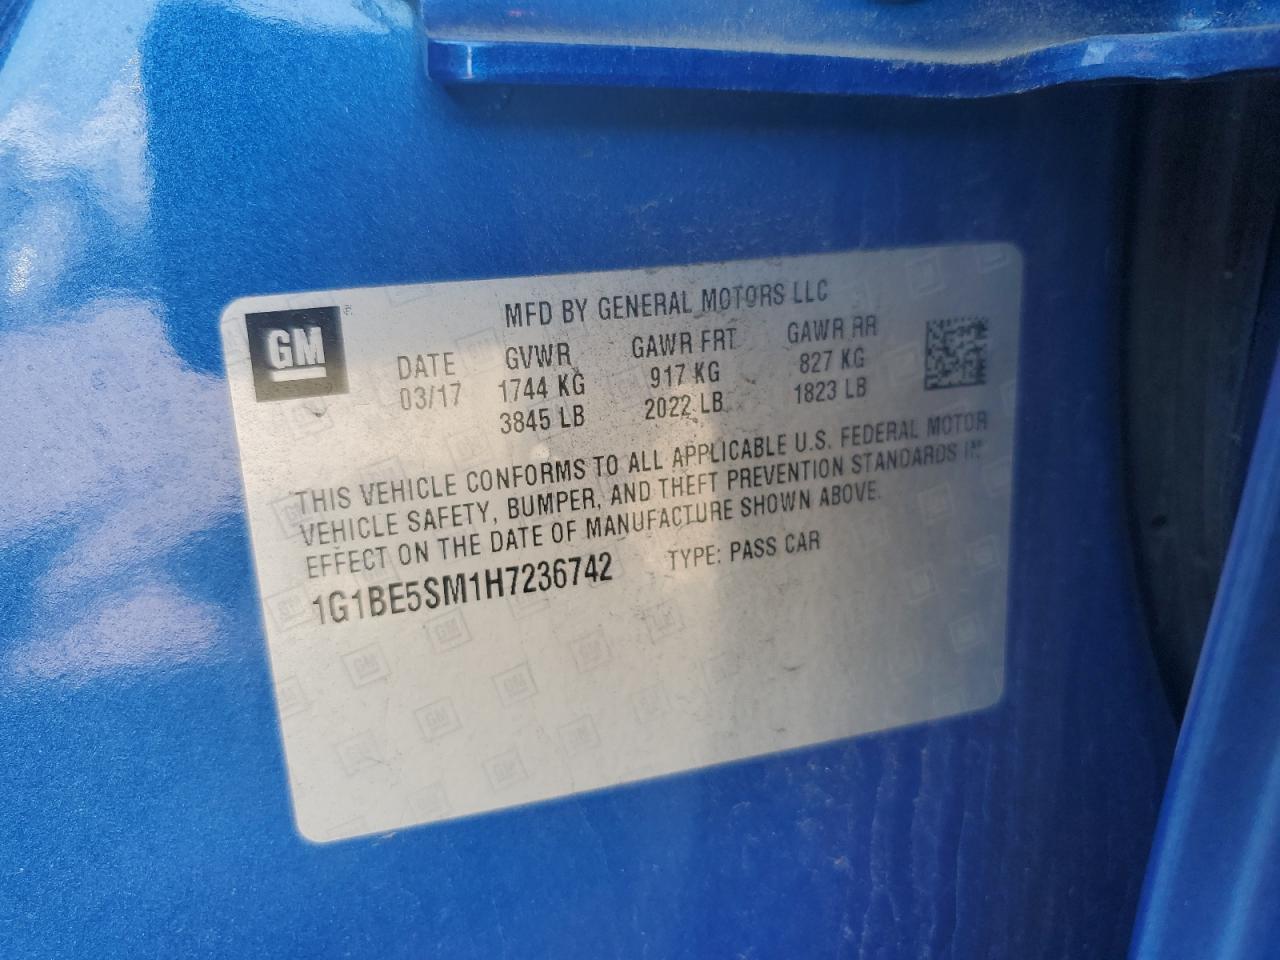 GM
MFD BY GENERAL MOTORS LLC
DATE GVWR GAWR FRT GAWR RR
03/17 1744 KG 917 KG 827 KG
3845 LB 2022 LB 1823 LB
THIS VEHICLE CONFORMS TO ALL APPLICABLE U.S. FEDERAL MOTOR
VEHICLE SAFETY, BUMPER, AND THEFT PREVENTION STANDARDS IN
EFFECT ON THE DATE OF MANUFACTURE SHOWN ABOVE.
1G1BE5SM1H7236742 TYPE: PASS CAR